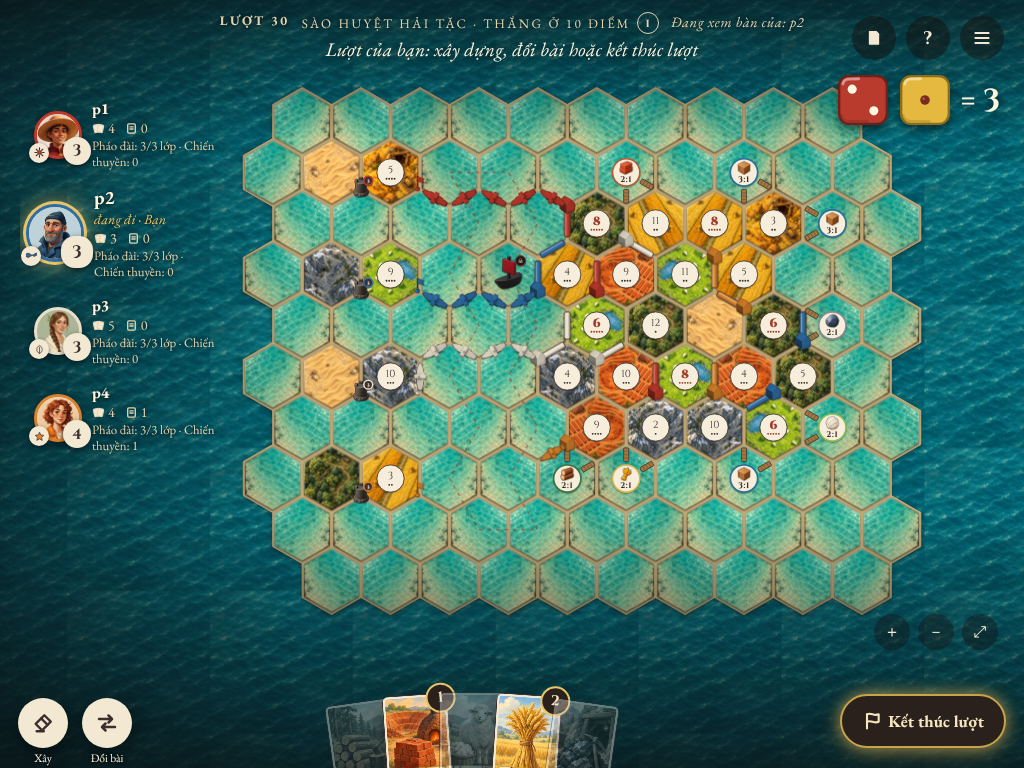 LƯỢT 30 SÀO HUYỆT HẢI TẶC · THẮNG Ở 10 ĐIỂM I Đang xem bàn của: p2
Lượt của bạn: xây dựng, đổi bài hoặc kết thúc lượt
?
= 3
p1
4 0
3
Pháo đài: 3/3 lớp · Chiến
thuyền: 0
p2
đang đi · Bạn
3 0
3
Pháo đài: 3/3 lớp ·
Chiến thuyền: 0
p3
5 0
3
Pháo đài: 3/3 lớp · Chiến
thuyền: 0
p4
4 1
4
Pháo đài: 3/3 lớp · Chiến
thuyền: 1
5 2:1 3:1
8 11 8 3 3:1
9 4 9 11 5
6 12 6 2:1
10 4 10 8 4 5
9 2 10 6 2:1
3 2:1 2:1 3:1
+ −
1 2
Xây Đổi bài
Kết thúc lượt